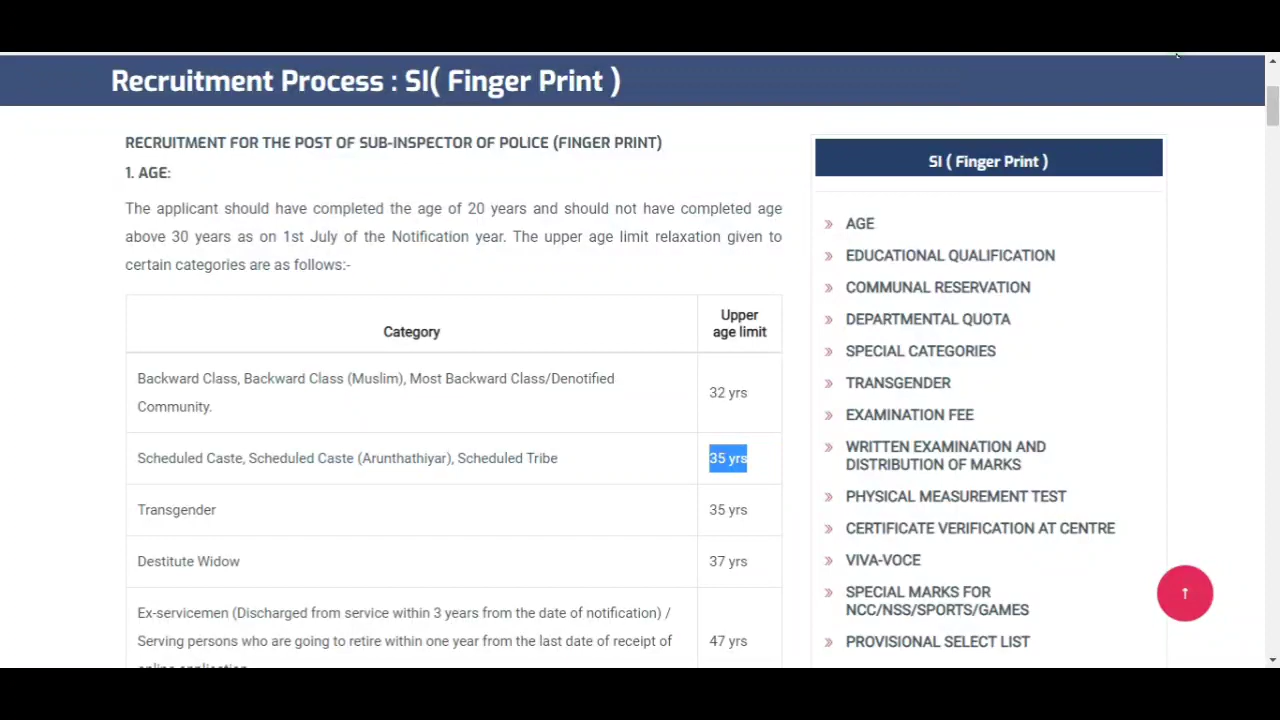 Recruitment Process : SI( Finger Print )
RECRUITMENT FOR THE POST OF SUB-INSPECTOR OF POLICE (FINGER PRINT)
1. AGE:
The applicant should have completed the age of 20 years and should not have completed age
above 30 years as on 1st July of the Notification year. The upper age limit relaxation given to
certain categories are as follows:-
Category
Upper
age limit
Backward Class, Backward Class (Muslim), Most Backward Class/Denotified
Community.
32 yrs
Scheduled Caste, Scheduled Caste (Arunthathiyar), Scheduled Tribe
35 yrs
Transgender
35 yrs
Destitute Widow
37 yrs
Ex-servicemen (Discharged from service within 3 years from the date of notification) /
Serving persons who are going to retire within one year from the last date of receipt of
online application
47 yrs
SI ( Finger Print )
» AGE
» EDUCATIONAL QUALIFICATION
» COMMUNAL RESERVATION
» DEPARTMENTAL QUOTA
» SPECIAL CATEGORIES
» TRANSGENDER
» EXAMINATION FEE
» WRITTEN EXAMINATION AND
DISTRIBUTION OF MARKS
» PHYSICAL MEASUREMENT TEST
» CERTIFICATE VERIFICATION AT CENTRE
» VIVA-VOCE
» SPECIAL MARKS FOR
NCC/NSS/SPORTS/GAMES
» PROVISIONAL SELECT LIST
↑